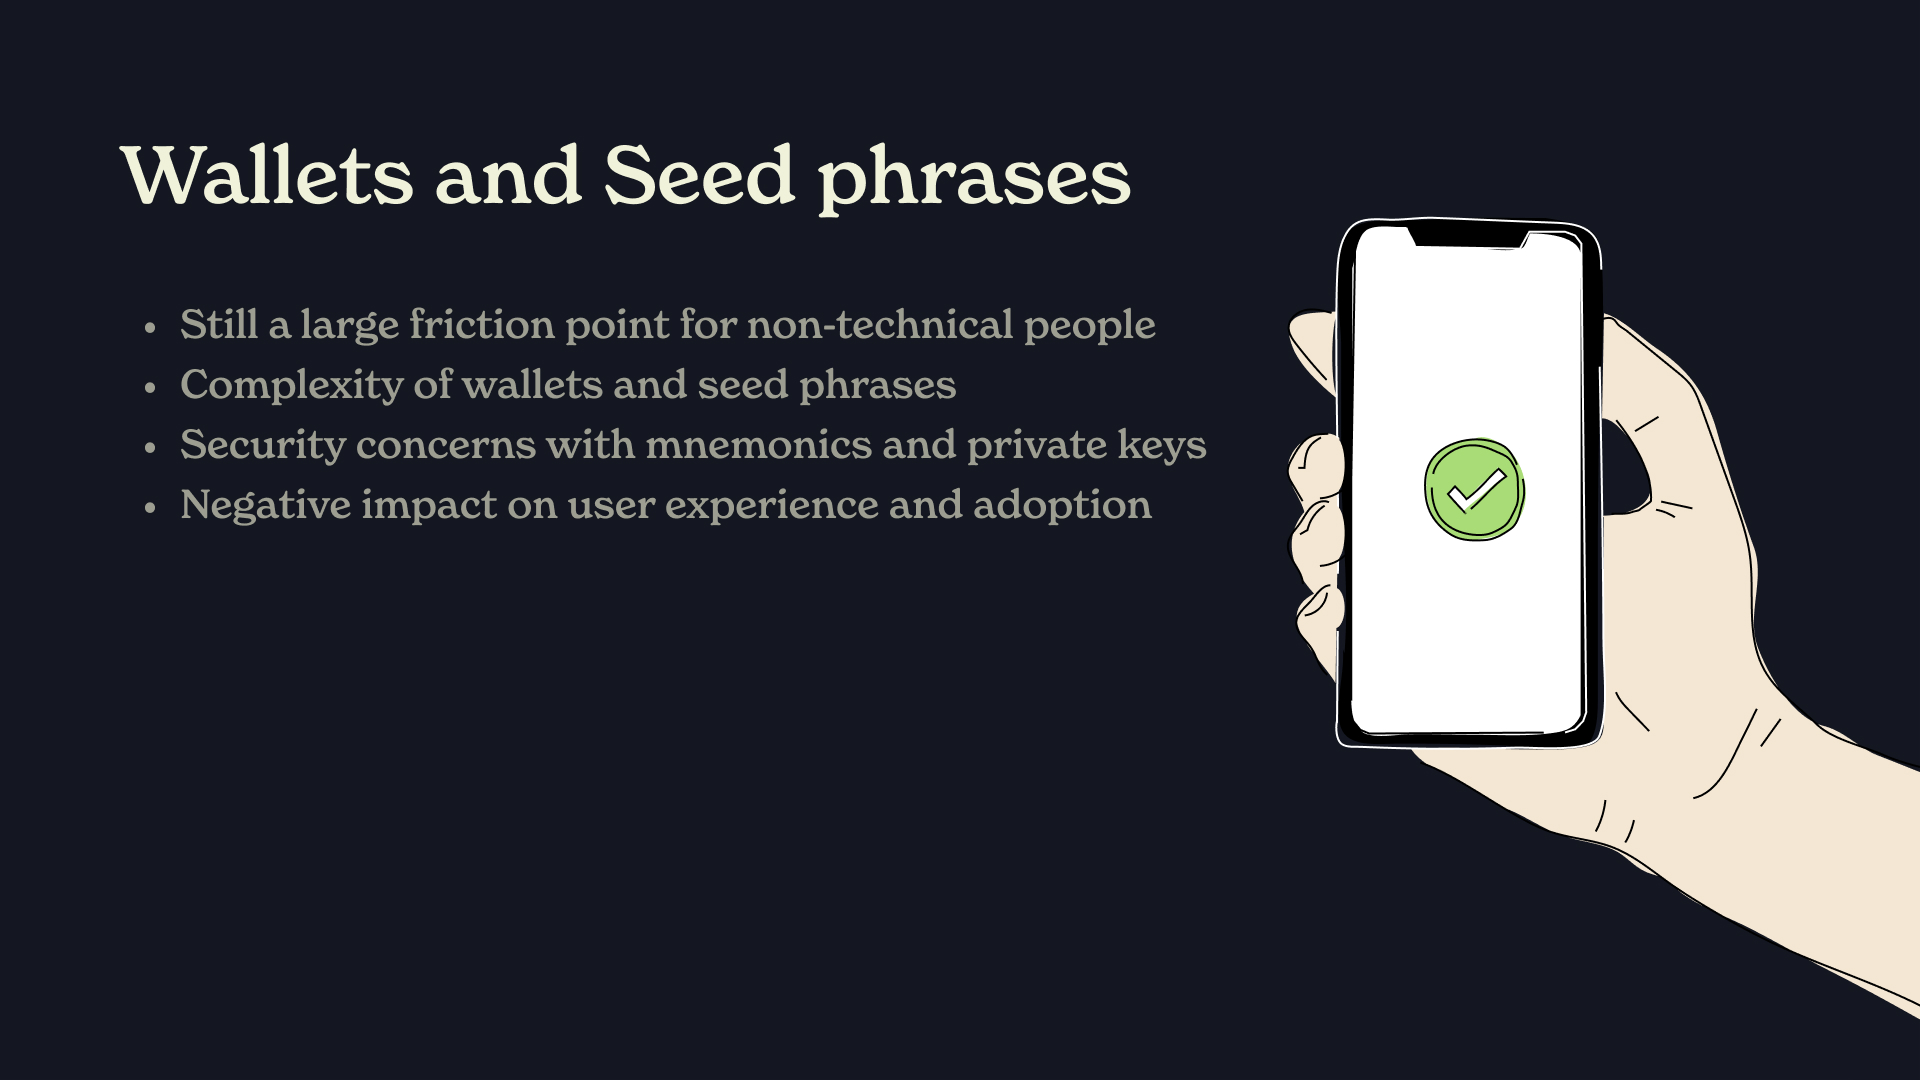 Wallets and Seed phrases
• Still a large friction point for non-technical people
• Complexity of wallets and seed phrases
• Security concerns with mnemonics and private keys
• Negative impact on user experience and adoption